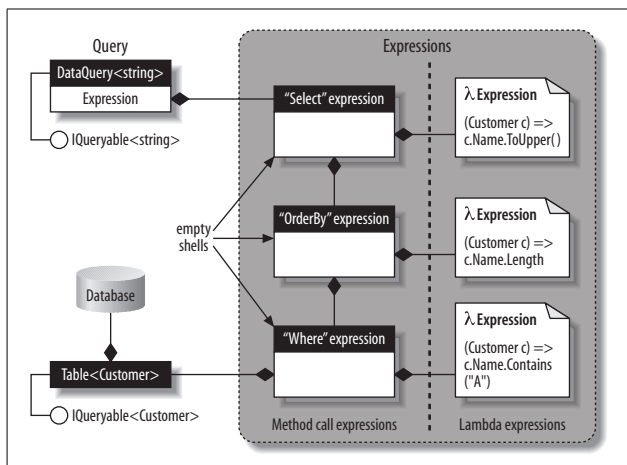 Query
Expressions
DataQuery<string>
Expression
IQueryable<string>
"Select" expression
λ Expression
(Customer c) =>
c.Name.ToUpper()
empty
shells
"OrderBy" expression
λ Expression
(Customer c) =>
c.Name.Length
Database
"Where" expression
λ Expression
(Customer c) =>
c.Name.Contains
("A")
Table<Customer>
IQueryable<Customer>
Method call expressions
Lambda expressions